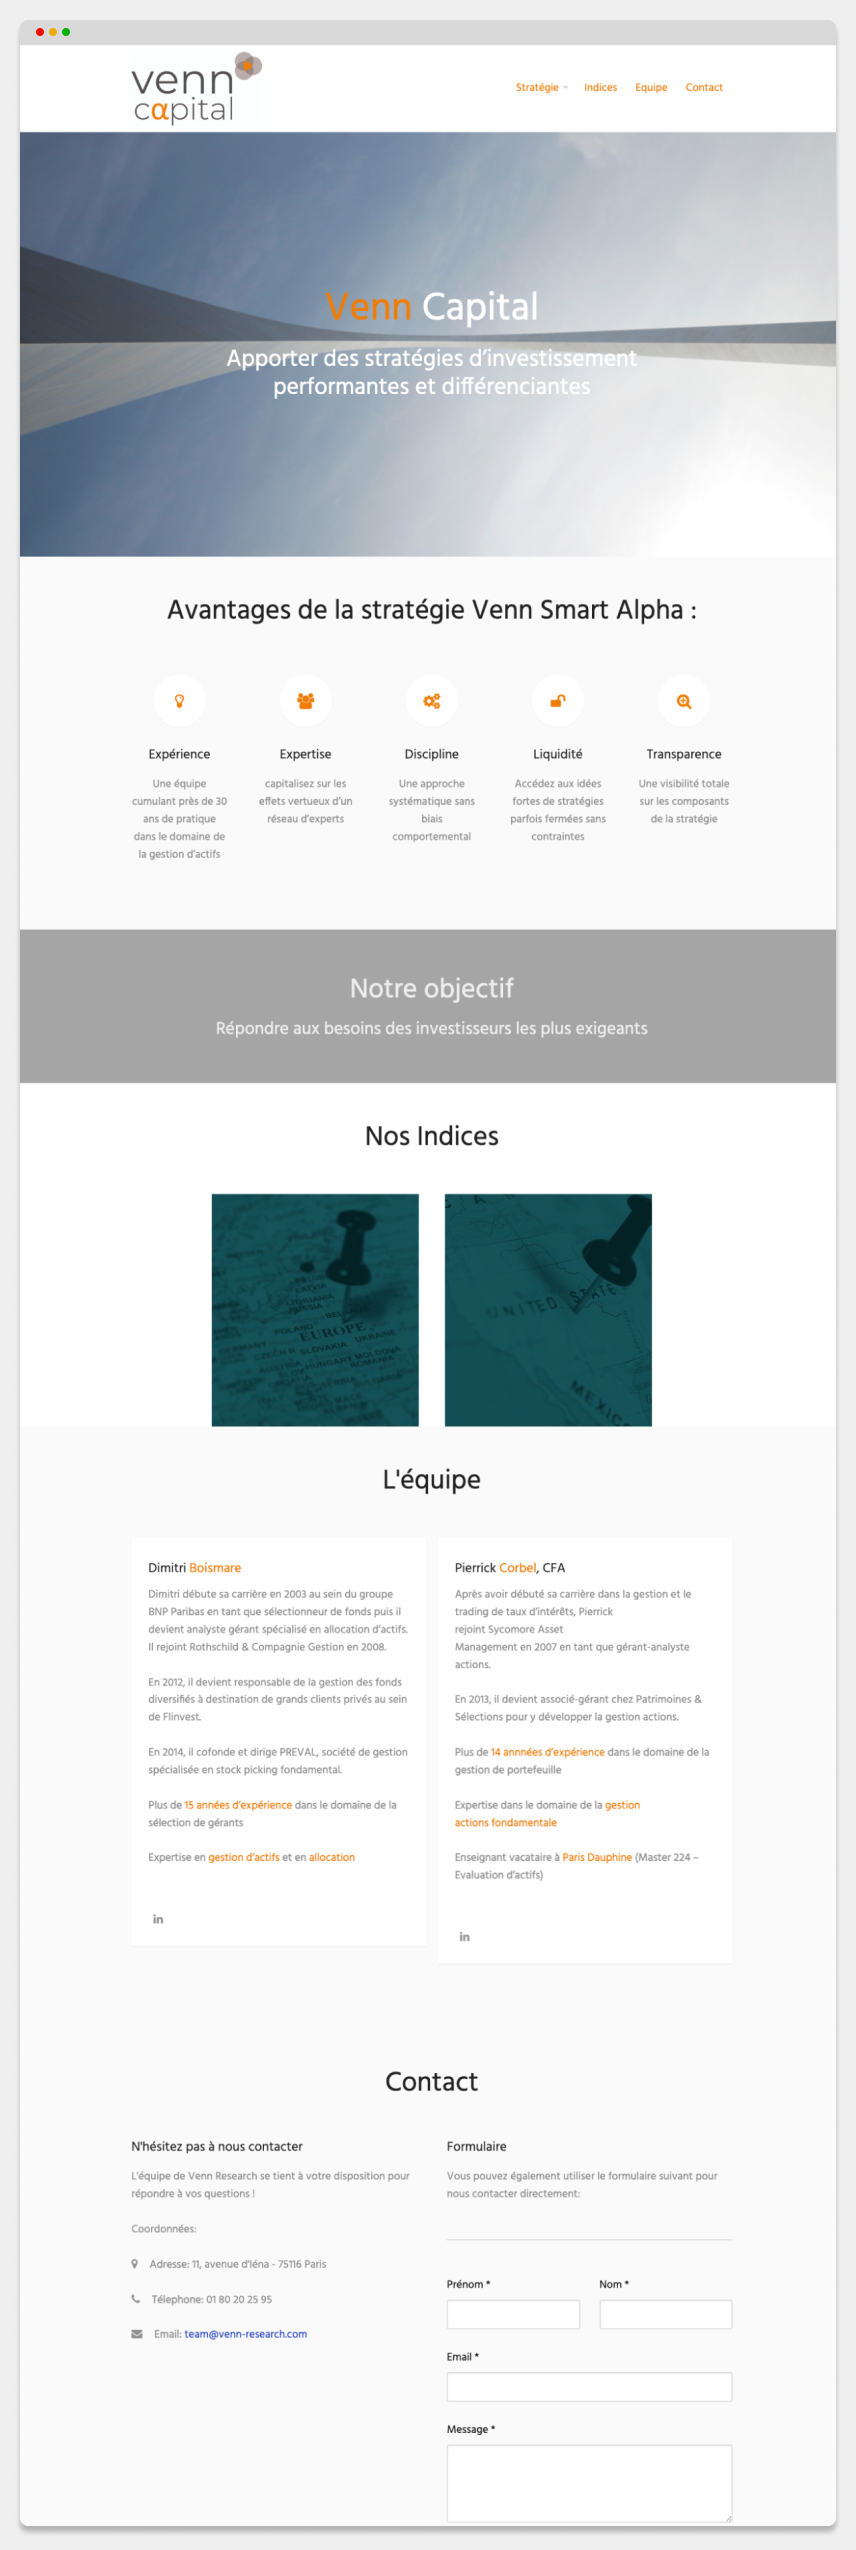 venn
capital
Stratégie Indices Equipe Contact
Venn Capital
Apporter des stratégies d'investissement
performantes et différenciantes
Avantages de la stratégie Venn Smart Alpha :
Expérience
Une équipe
cumulant près de 30
ans de pratique
dans le domaine de
la gestion d'actifs
Expertise
capitalisez sur les
effets vertueux d'un
réseau d'experts
Discipline
Une approche
systématique sans
biais
comportemental
Liquidité
Accédez aux idées
fortes de stratégies
parfois fermées sans
contraintes
Transparence
Une visibilité totale
sur les composants
de la stratégie
Notre objectif
Répondre aux besoins des investisseurs les plus exigeants
Nos Indices
LATVIA
LITHUANIA
RUSSIA
POLAND
EUROPE
UKRAINE
CZECH R
SLOVAKIA
AUSTRIA
HUNGARY
MOLDOVA
ROMANIA
UNITED STATE
MEXIC
L'équipe
Dimitri Boismare
Dimitri débute sa carrière en 2003 au sein du groupe
BNP Paribas en tant que sélectionneur de fonds puis il
devient analyste gérant spécialisé en allocation d'actifs.
Il rejoint Rothschild & Compagnie Gestion en 2008.
En 2012, il devient responsable de la gestion des fonds
diversifiés à destination de grands clients privés au sein
de Flinvest.
En 2014, il cofonde et dirige PREVAL, société de gestion
spécialisée en stock picking fondamental.
Plus de 15 années d'expérience dans le domaine de la
sélection de gérants
Expertise en gestion d'actifs et en allocation
in
Pierrick Corbel, CFA
Après avoir débuté sa carrière dans la gestion et le
trading de taux d'intérêts, Pierrick
rejoint Sycomore Asset
Management en 2007 en tant que gérant-analyste
actions.
En 2013, il devient associé-gérant chez Patrimoines &
Sélections pour y développer la gestion actions.
Plus de 14 annnées d'expérience dans le domaine de la
gestion de portefeuille
Expertise dans le domaine de la gestion
actions fondamentale
Enseignant vacataire à Paris Dauphine (Master 224 –
Evaluation d'actifs)
in
Contact
N'hésitez pas à nous contacter
L'équipe de Venn Research se tient à votre disposition pour
répondre à vos questions !
Coordonnées:
Adresse: 11, avenue d'Iéna - 75116 Paris
Télephone: 01 80 20 25 95
Email: team@venn-research.com
Formulaire
Vous pouvez également utiliser le formulaire suivant pour
nous contacter directement:
Prénom * Nom *
Email *
Message *